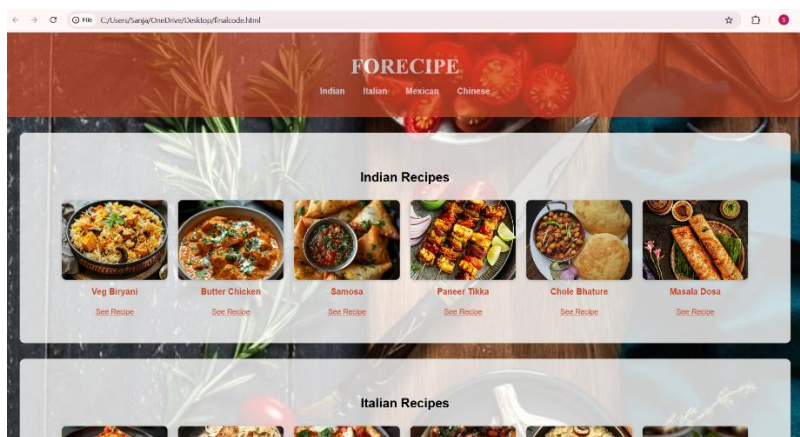 File C:/Users/Sanja/OneDrive/Desktop/finalcode.html
S
FORECIPE
Indian Italian Mexican Chinese
Indian Recipes
Veg Biryani Butter Chicken Samosa Paneer Tikka Chole Bhature Masala Dosa
See Recipe See Recipe See Recipe See Recipe See Recipe See Recipe
Italian Recipes